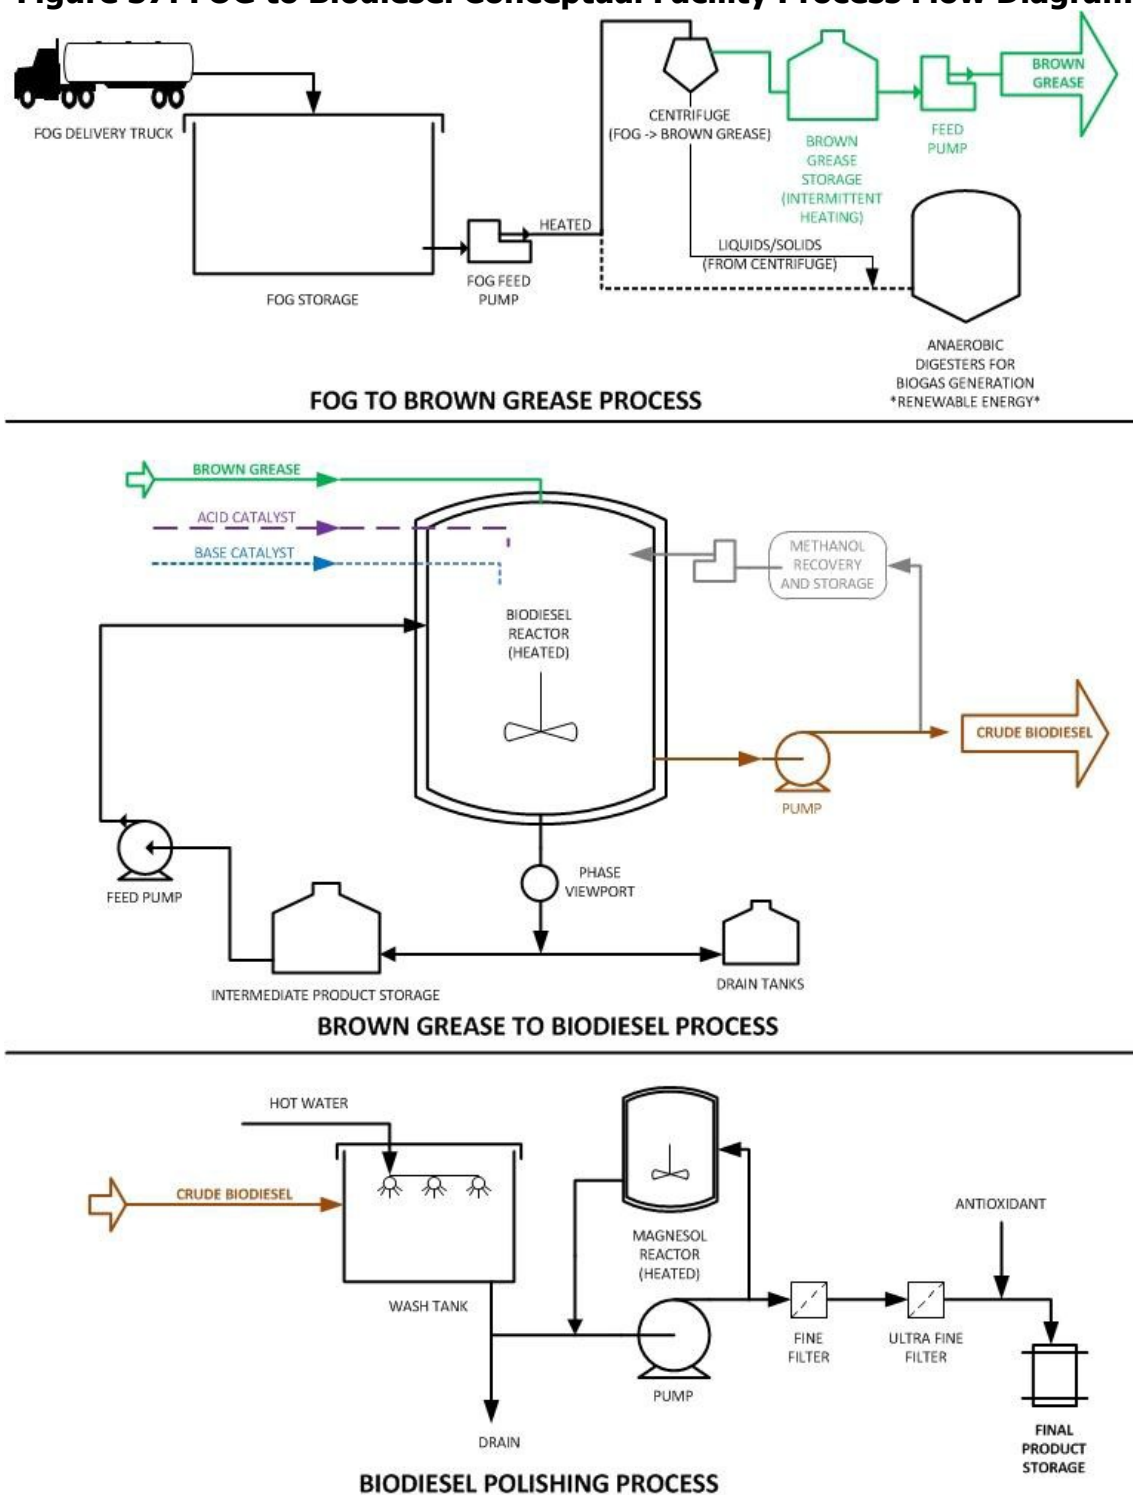 Figure 37: FOG to Biodiesel Conceptual Facility Process Flow Diagram
FOG DELIVERY TRUCK
FOG STORAGE
FOG FEED
PUMP
HEATED
CENTRIFUGE
(FOG -> BROWN GREASE)
LIQUIDS/SOLIDS
(FROM CENTRIFUGE)
BROWN
GREASE
STORAGE
(INTERMITTENT
HEATING)
FEED
PUMP
BROWN
GREASE
ANAEROBIC
DIGESTERS FOR
BIOGAS GENERATION
*RENEWABLE ENERGY*
FOG TO BROWN GREASE PROCESS
BROWN GREASE
ACID CATALYST
BASE CATALYST
BIODIESEL
REACTOR
(HEATED)
METHANOL
RECOVERY
AND STORAGE
CRUDE BIODIESEL
PUMP
FEED PUMP
PHASE
VIEWPORT
INTERMEDIATE PRODUCT STORAGE
DRAIN TANKS
BROWN GREASE TO BIODIESEL PROCESS
HOT WATER
CRUDE BIODIESEL
WASH TANK
DRAIN
MAGNESOL
REACTOR
(HEATED)
PUMP
FINE
FILTER
ULTRA FINE
FILTER
ANTIOXIDANT
FINAL
PRODUCT
STORAGE
BIODIESEL POLISHING PROCESS